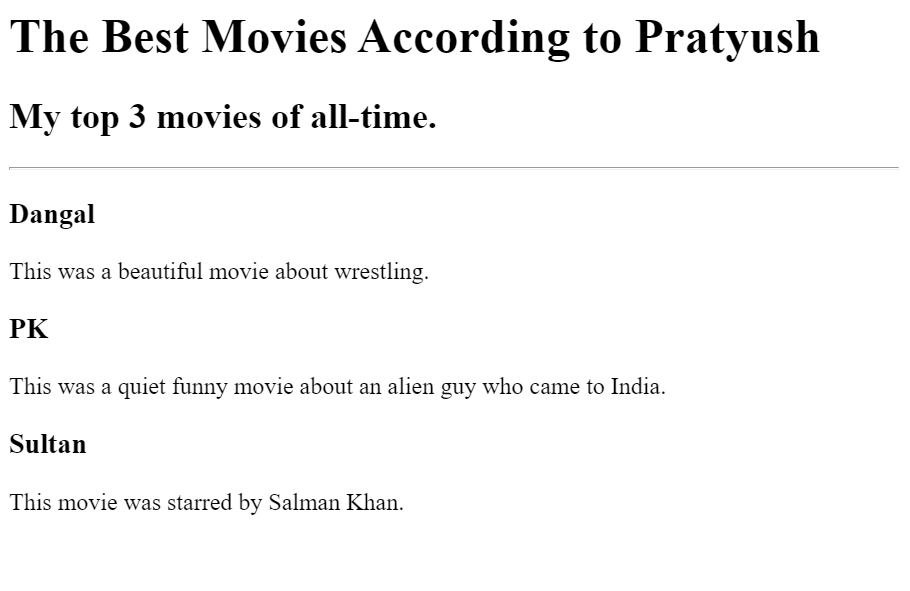 The Best Movies According to Pratyush
My top 3 movies of all-time.
Dangal
This was a beautiful movie about wrestling.
PK
This was a quiet funny movie about an alien guy who came to India.
Sultan
This movie was starred by Salman Khan.